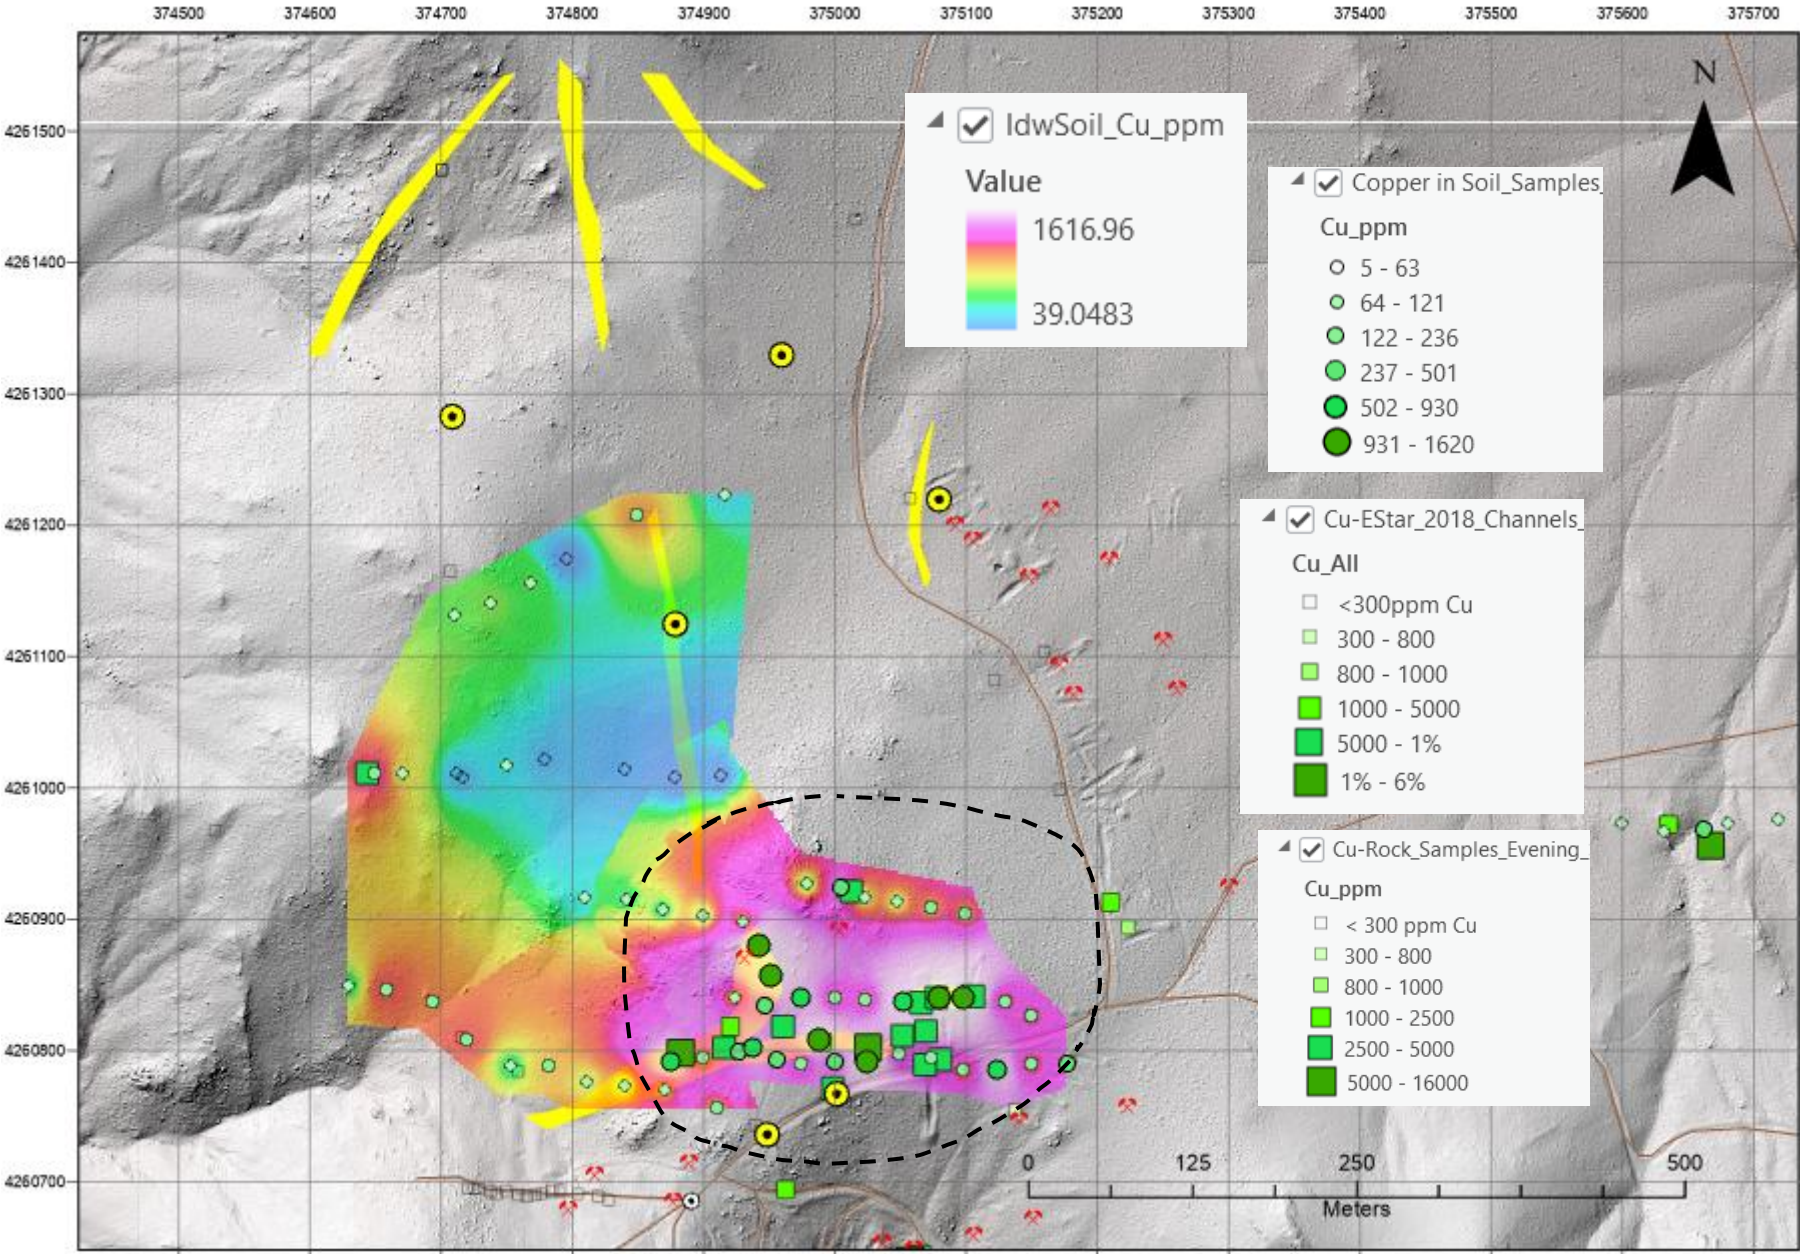 374500 374600 374700 374800 374900 375000 375100 375200 375300 375400 375500 375600 375700
N
4261500
4261400
4261300
4261200
4261100
4261000
4260900
4260800
4260700
IdwSoil_Cu_ppm
Value
1616.96
39.0483
Copper in Soil_Samples_
Cu_ppm
5 - 63
64 - 121
122 - 236
237 - 501
502 - 930
931 - 1620
Cu-EStar_2018_Channels_
Cu_All
<300ppm Cu
300 - 800
800 - 1000
1000 - 5000
5000 - 1%
1% - 6%
Cu-Rock_Samples_Evening_
Cu_ppm
< 300 ppm Cu
300 - 800
800 - 1000
1000 - 2500
2500 - 5000
5000 - 16000
0 125 250 500
Meters